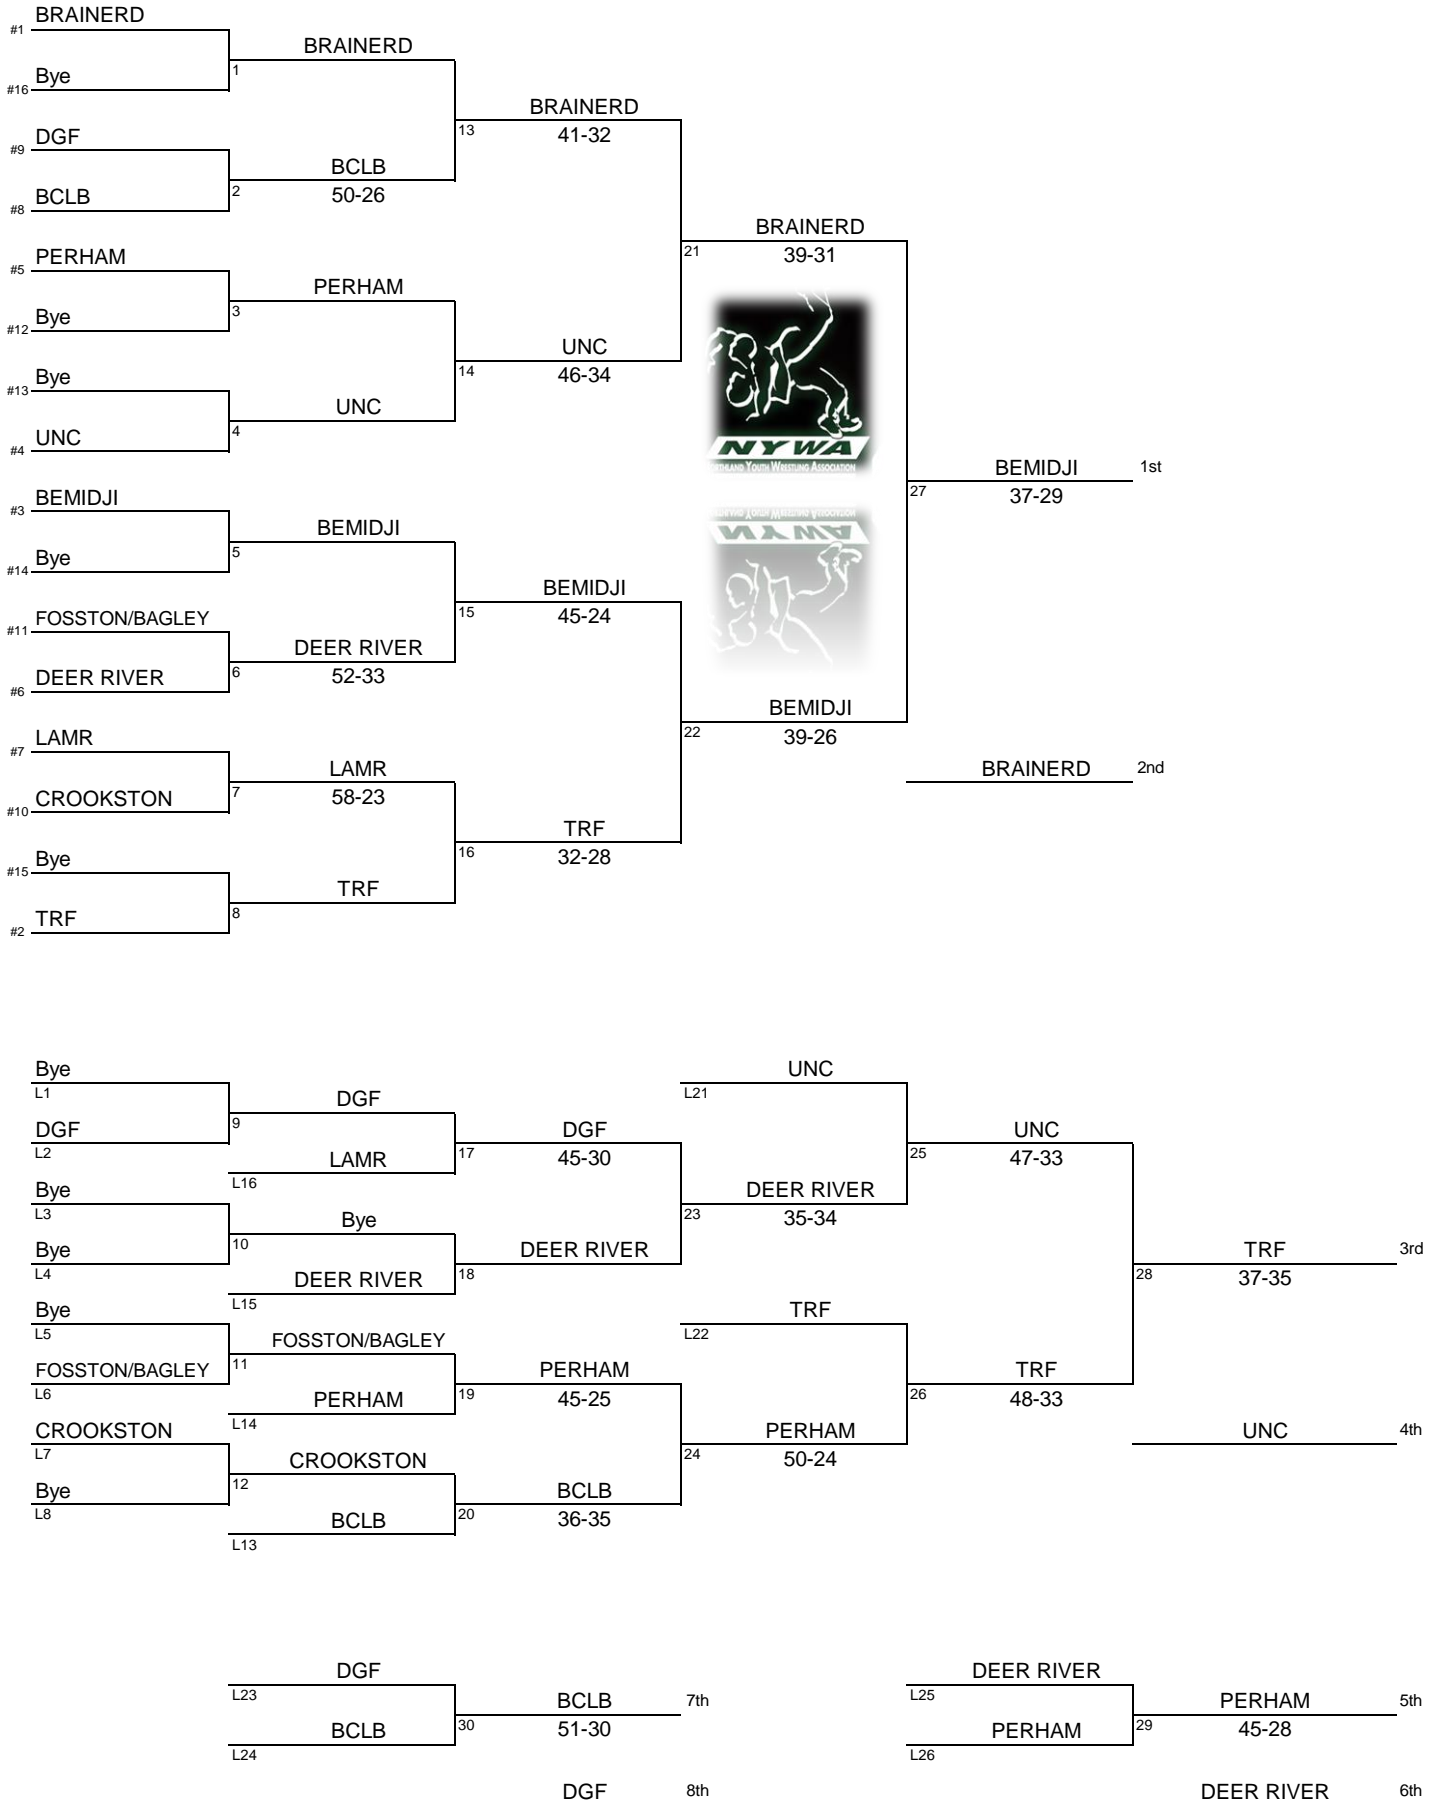 BRAINERD
#1
BRAINERD
Bye
1
#16
BRAINERD
13
41-32
DGF
#9
BCLB
BCLB
2
50-26
#8
BRAINERD
21
39-31
PERHAM
#5
PERHAM
Bye
3
#12
UNC
14
46-34
Bye
#13
UNC
UNC
4
#4
NYWA
NORTHLAND YOUTH WRESTLING ASSOCIATION
BEMIDJI 1st
27
37-29
BEMIDJI
#3
BEMIDJI
Bye
5
#14
BEMIDJI
15
45-24
FOSSTON/BAGLEY
#11
DEER RIVER
DEER RIVER
6
52-33
#6
BEMIDJI
22
39-26
LAMR
#7
LAMR
CROOKSTON
7
58-23
#10
BRAINERD 2nd
TRF
16
32-28
Bye
#15
TRF
TRF
8
#2
Bye
L1
DGF
DGF
9
L2
LAMR
L16
DGF
17
45-30
UNC
L21
UNC
25
47-33
Bye
L3
Bye
Bye
10
L4
DEER RIVER
L15
DEER RIVER
18
DEER RIVER
23
35-34
TRF 3rd
28
37-35
Bye
L5
FOSSTON/BAGLEY
FOSSTON/BAGLEY
11
L6
PERHAM
L14
PERHAM
19
45-25
TRF
L22
TRF
26
48-33
CROOKSTON
L7
CROOKSTON
Bye
12
L8
BCLB
L13
BCLB
20
36-35
PERHAM
24
50-24
UNC 4th
DGF
L23
BCLB
L24
BCLB 7th
30
51-30
DGF 8th
DEER RIVER
L25
PERHAM
L26
PERHAM 5th
29
45-28
DEER RIVER 6th